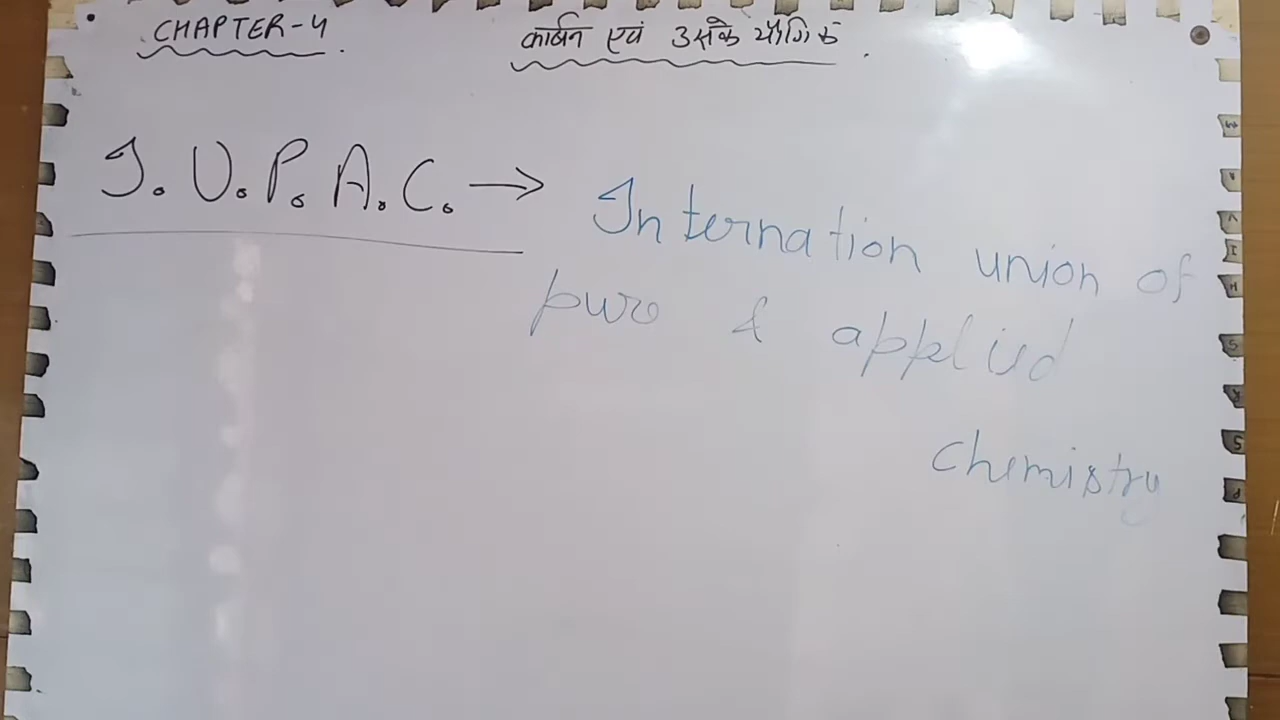 CHAPTER-4. कार्बन एवं उसके यौगिक.
I.U.P.A.C. → Internation union of
pure & applied
chemistry